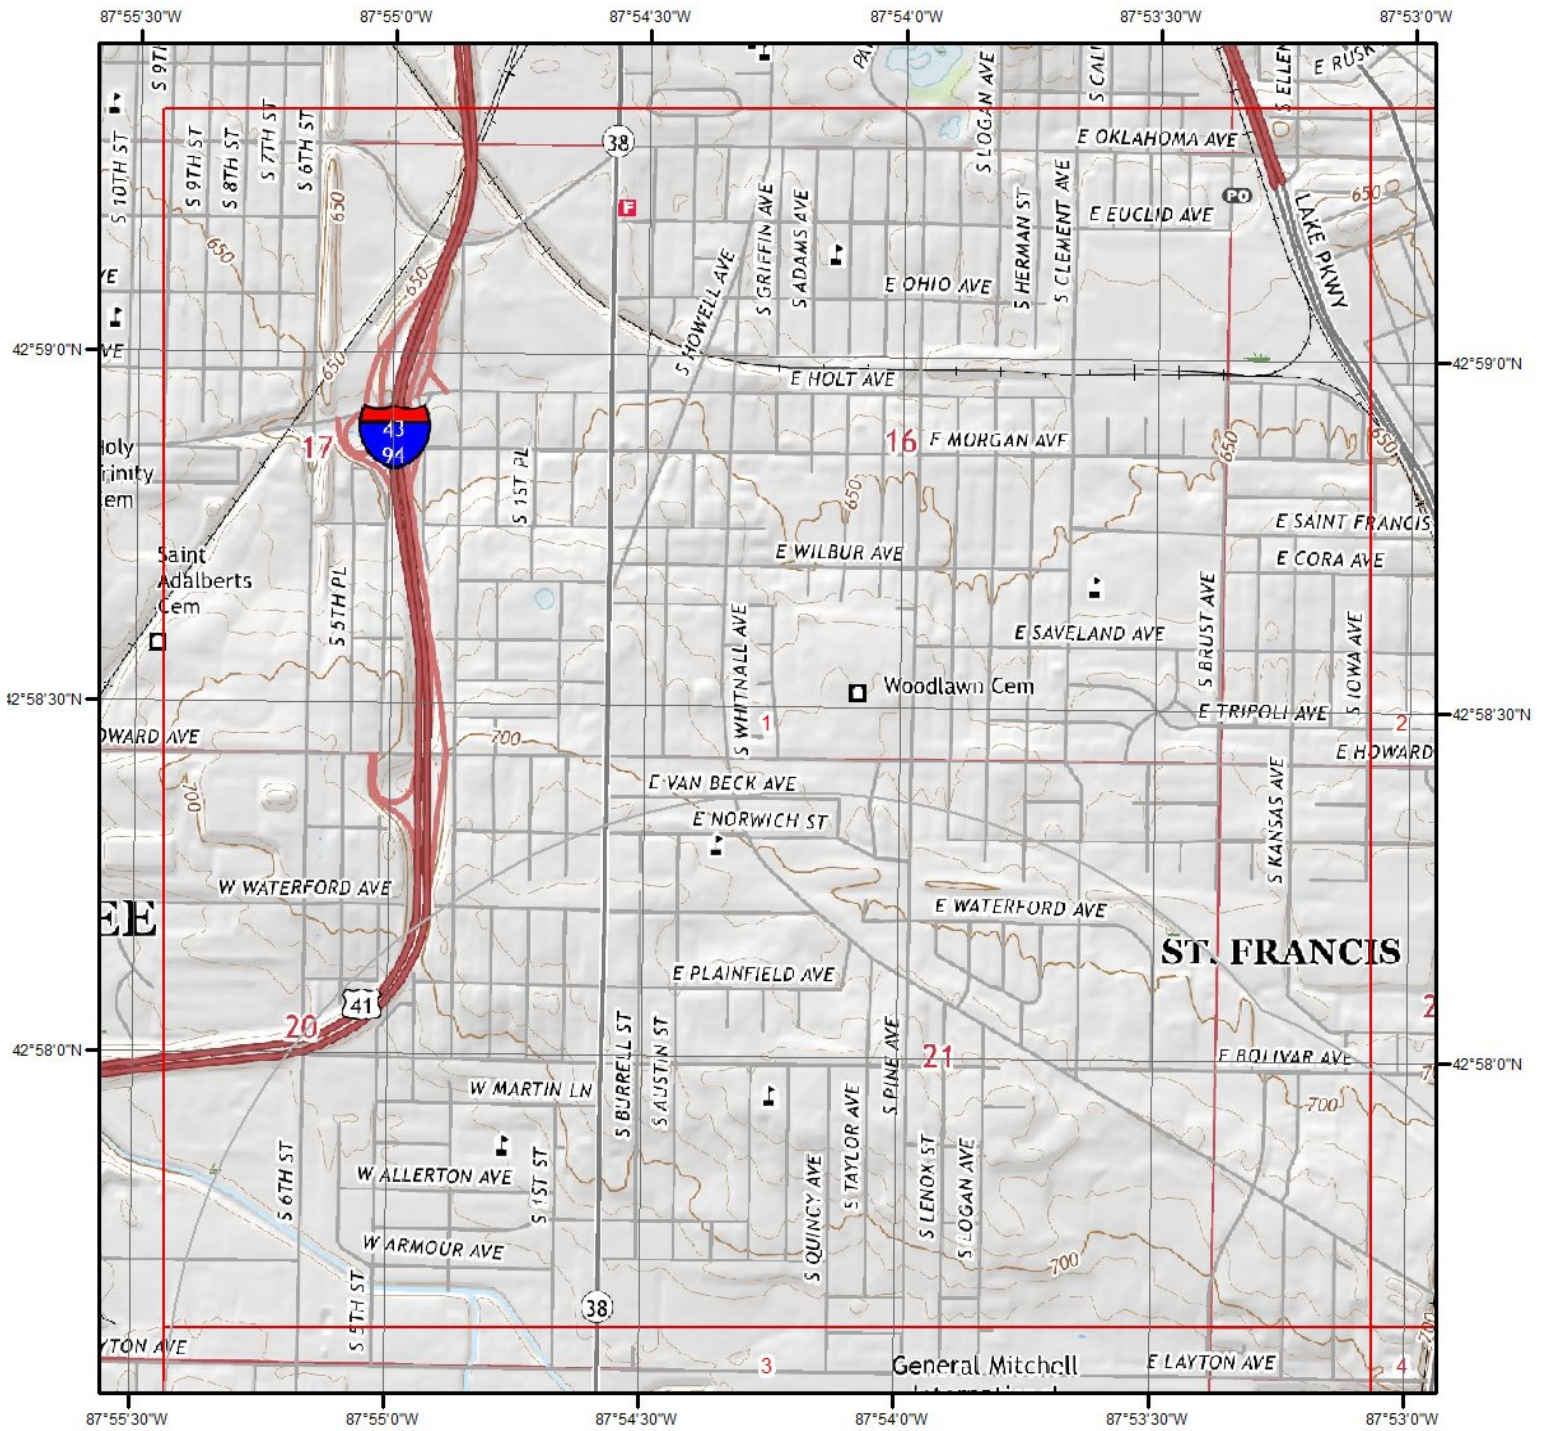 87°55'30"W
87°55'0"W
87°54'30"W
87°54'0"W
87°53'30"W
87°53'0"W
S 9TH
PA
S LOGAN AVE
S CAL
S ELLEN
E RUSK
S 10TH ST
S 9TH ST
S 8TH ST
S 7TH ST
S 6TH ST
38
E OKLAHOMA AVE
650
F
S GRIFFIN AVE
S ADAMS AVE
S HERMAN ST
S CLEMENT AVE
PO
650
E EUCLID AVE
LAKE PKWY
650
VE
650
S HOWELL AVE
E OHIO AVE
42°59'0"N
VE
650
42°59'0"N
E HOLT AVE
43
94
17
16
E MORGAN AVE
650
650
Holy
Trinity
Cem
S 1ST PL
650
E SAINT FRANCIS
E WILBUR AVE
E CORA AVE
Saint
Adalberts
Cem
S 5TH PL
S WHITNALL AVE
E SAVELAND AVE
S BRUST AVE
S IOWA AVE
Woodlawn Cem
42°58'30"N
42°58'30"N
E TRIPOLI AVE
1
2
OWARD AVE
700
E HOWARD
700
E VAN BECK AVE
S KANSAS AVE
E NORWICH ST
W WATERFORD AVE
E WATERFORD AVE
EE
ST. FRANCIS
E PLAINFIELD AVE
41
20
2
S BURRELL ST
S AUSTIN ST
S PINE AVE
21
42°58'0"N
E BOLIVAR AVE
42°58'0"N
7
W MARTIN LN
S TAYLOR AVE
700
S 6TH ST
W ALLERTON AVE
S 1ST ST
S QUINCY AVE
S LENOX ST
S LOGAN AVE
W ARMOUR AVE
700
S 5TH ST
38
700
YTON AVE
3
General Mitchell
E LAYTON AVE
4
87°55'30"W
87°55'0"W
87°54'30"W
87°54'0"W
87°53'30"W
87°53'0"W